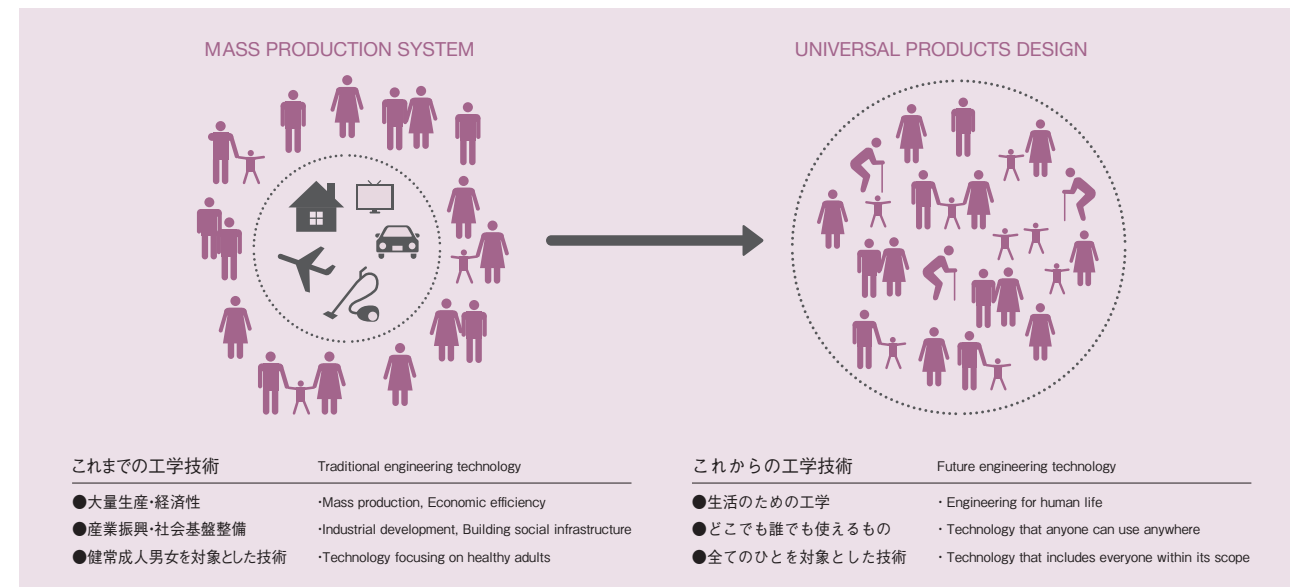 MASS PRODUCTION SYSTEM
UNIVERSAL PRODUCTS DESIGN
これまでの工学技術 Traditional engineering technology
●大量生産・経済性 ・Mass production, Economic efficiency
●産業振興・社会基盤整備 ・Industrial development, Building social infrastructure
●健常成人男女を対象とした技術 ・Technology focusing on healthy adults
これからの工学技術 Future engineering technology
●生活のための工学 ・Engineering for human life
●どこでも誰でも使えるもの ・Technology that anyone can use anywhere
●全てのひとを対象とした技術 ・Technology that includes everyone within its scope